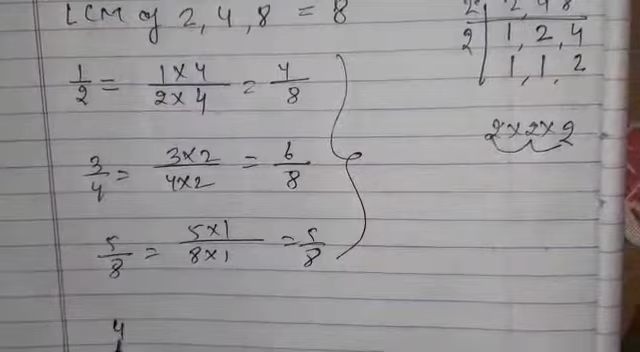 LCM of 2, 4, 8 = 8
1/2 = 1×4/2×4 = 4/8
3/4 = 3×2/4×2 = 6/8
5/8 = 5×1/8×1 = 5/8
4
2 | 2, 4, 8
2 | 1, 2, 4
1, 1, 2
2×2×2